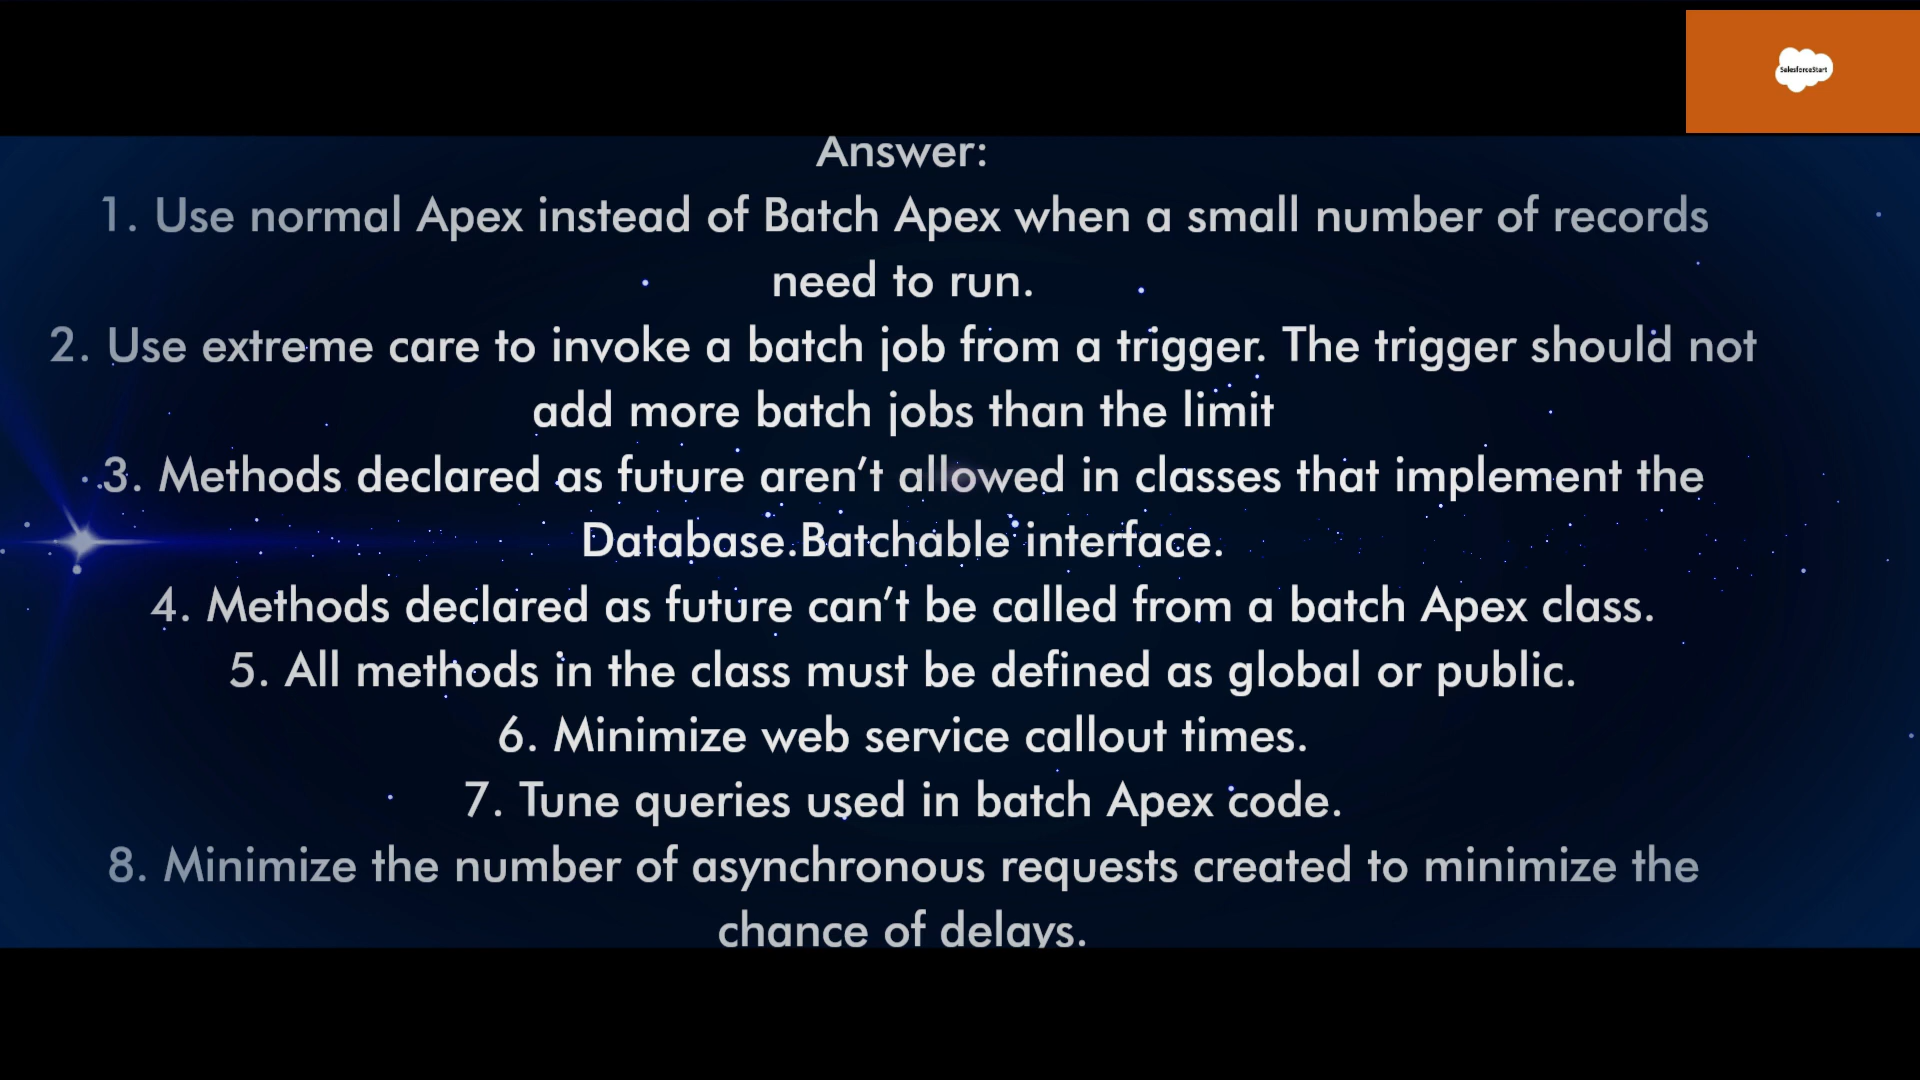 SalesforceStart
Answer:
1. Use normal Apex instead of Batch Apex when a small number of records
need to run.
2. Use extreme care to invoke a batch job from a trigger. The trigger should not
add more batch jobs than the limit
3. Methods declared as future aren’t allowed in classes that implement the
Database.Batchable interface.
4. Methods declared as future can’t be called from a batch Apex class.
5. All methods in the class must be defined as global or public.
6. Minimize web service callout times.
7. Tune queries used in batch Apex code.
8. Minimize the number of asynchronous requests created to minimize the
chance of delays.